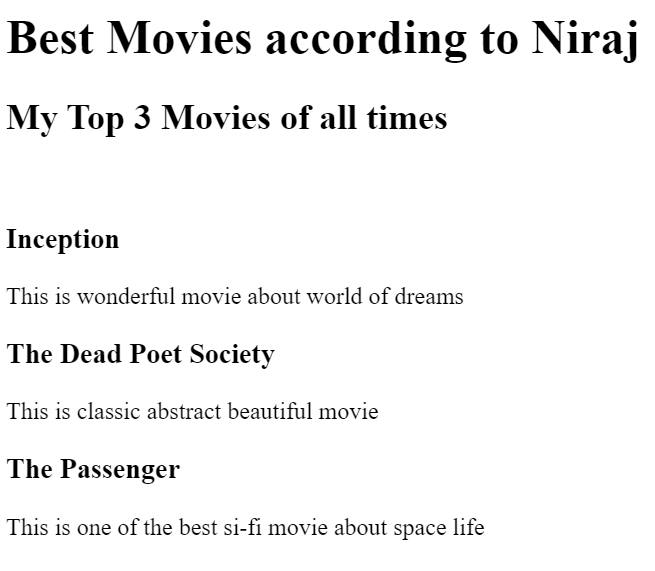 Best Movies according to Niraj
My Top 3 Movies of all times
Inception
This is wonderful movie about world of dreams
The Dead Poet Society
This is classic abstract beautiful movie
The Passenger
This is one of the best si-fi movie about space life